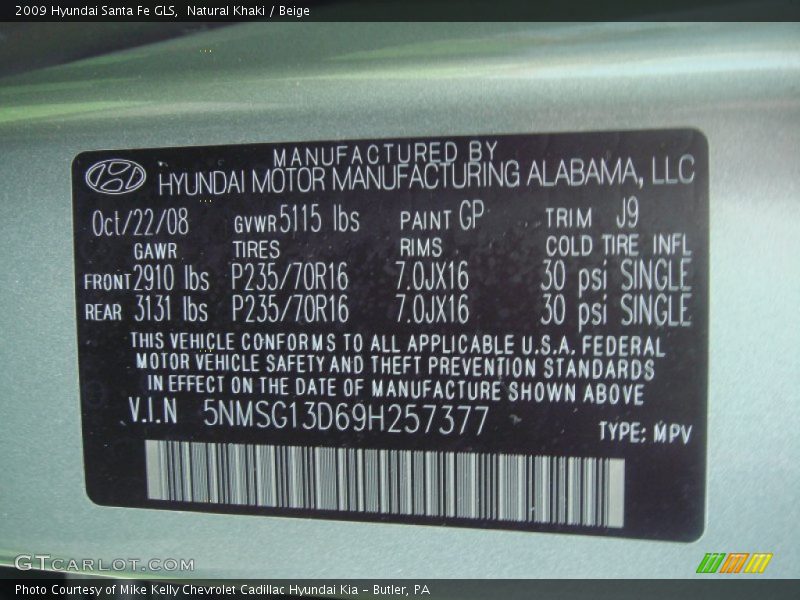 2009 Hyundai Santa Fe GLS,  Natural Khaki / Beige
MANUFACTURED BY
HYUNDAI MOTOR MANUFACTURING ALABAMA, LLC
Oct/22/08 GVWR 5115 lbs PAINT GP TRIM J9
GAWR TIRES RIMS COLD TIRE INFL
FRONT 2910 lbs P235/70R16 7.0JX16 30 psi SINGLE
REAR 3131 lbs P235/70R16 7.0JX16 30 psi SINGLE
THIS VEHICLE CONFORMS TO ALL APPLICABLE U.S.A. FEDERAL
MOTOR VEHICLE SAFETY AND THEFT PREVENTION STANDARDS
IN EFFECT ON THE DATE OF MANUFACTURE SHOWN ABOVE
V.I.N 5NMSG13D69H257377
TYPE: MPV
GTCARLOT.COM
Photo Courtesy of Mike Kelly Chevrolet Cadillac Hyundai Kia – Butler, PA